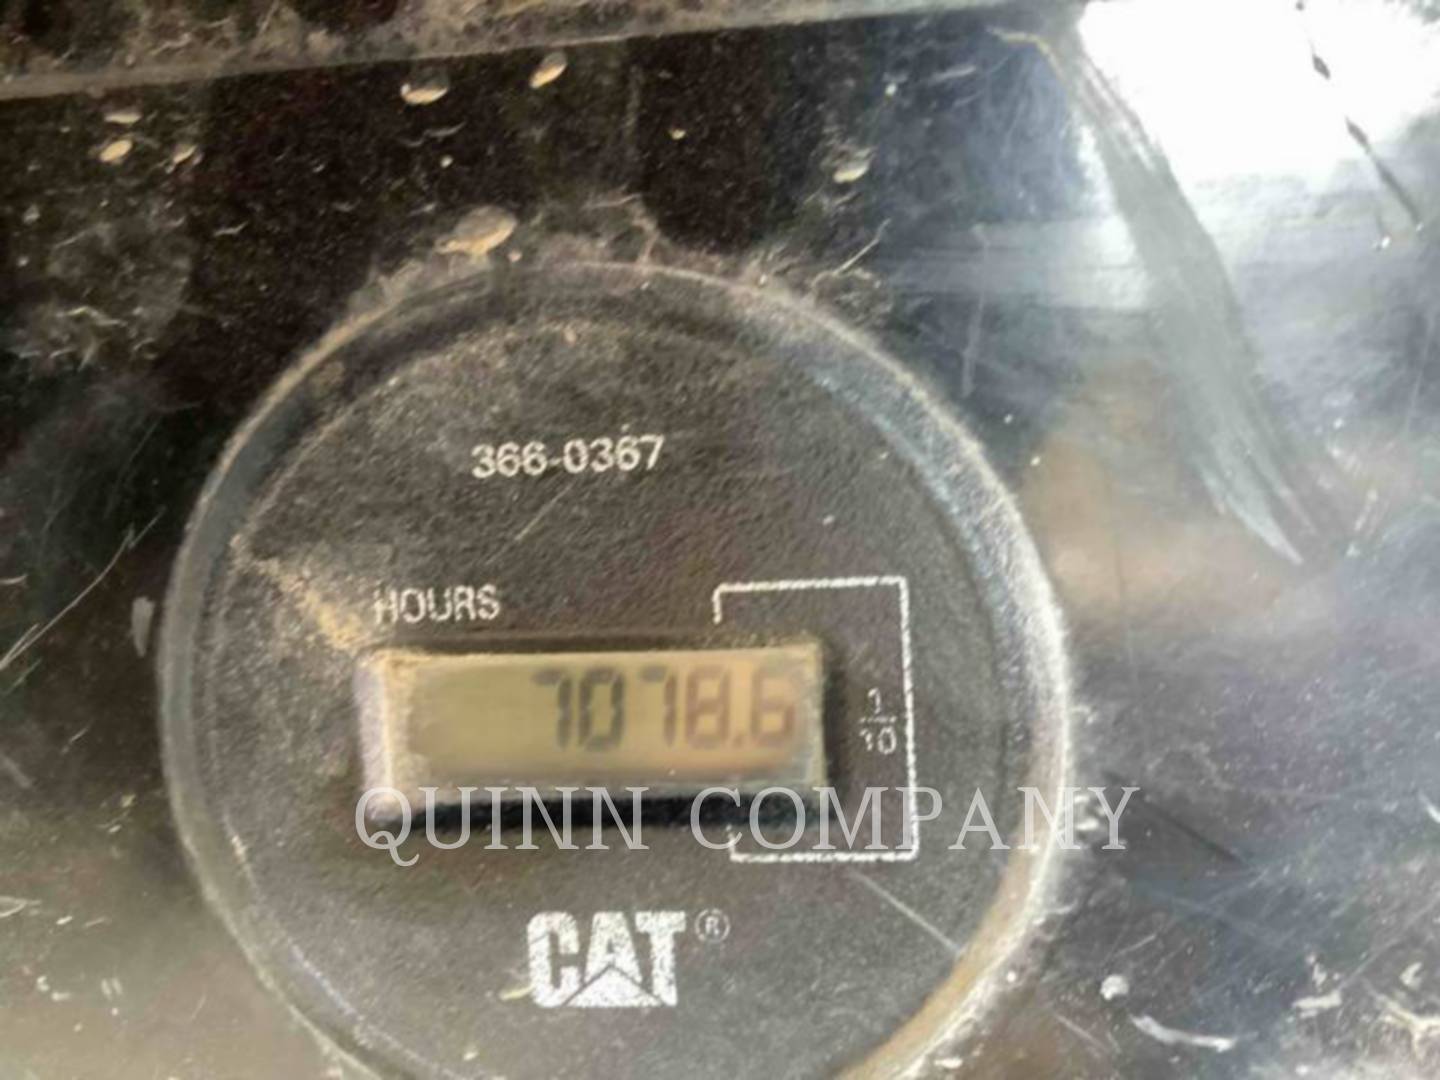 366-0367
HOURS
7078.6
1
10
QUINN COMPANY
CAT®